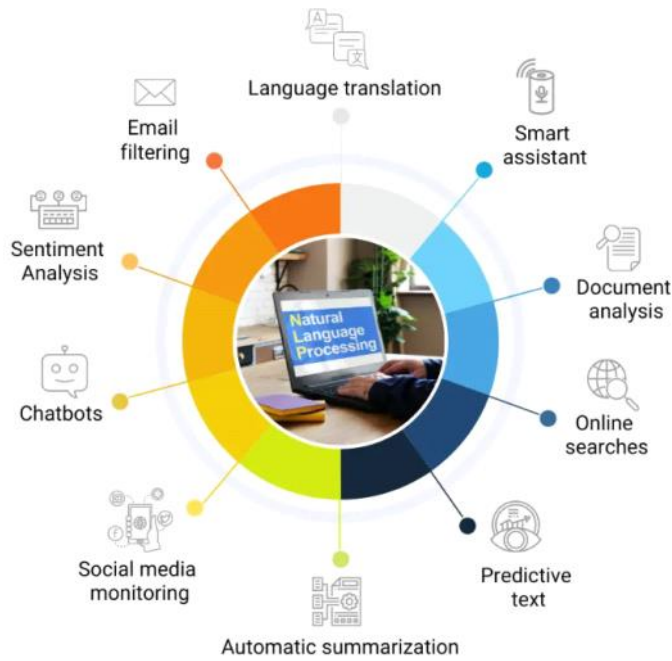 Language translation
Smart
assistant
Document
analysis
Online
searches
Predictive
text
Automatic summarization
Social media
monitoring
Chatbots
Sentiment
Analysis
Email
filtering
Natural
Language
Processing